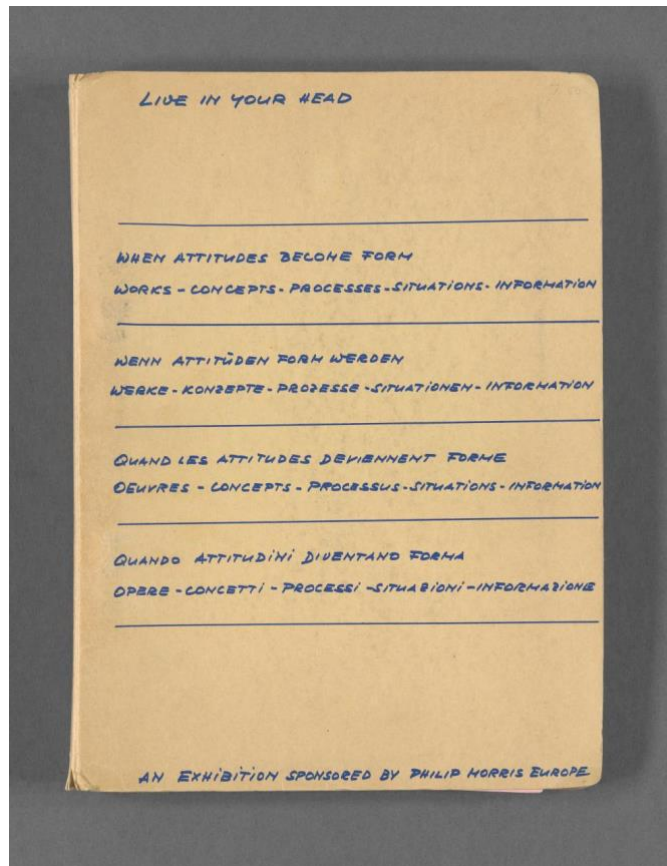 LIVE IN YOUR HEAD
WHEN ATTITUDES BECOME FORM
WORKS - CONCEPTS - PROCESSES - SITUATIONS - INFORMATION
WENN ATTITÜDEN FORM WERDEN
WERKE - KONZEPTE - PROZESSE - SITUATIONEN - INFORMATION
QUAND LES ATTITUDES DEVIENNENT FORME
OEUVRES - CONCEPTS - PROCESSUS - SITUATIONS - INFORMATION
QUANDO ATTITUDINI DIVENTANO FORMA
OPERE - CONCETTI - PROCESSI - SITUAZIONI - INFORMAZIONE
AN EXHIBITION SPONSORED BY PHILIP MORRIS EUROPE